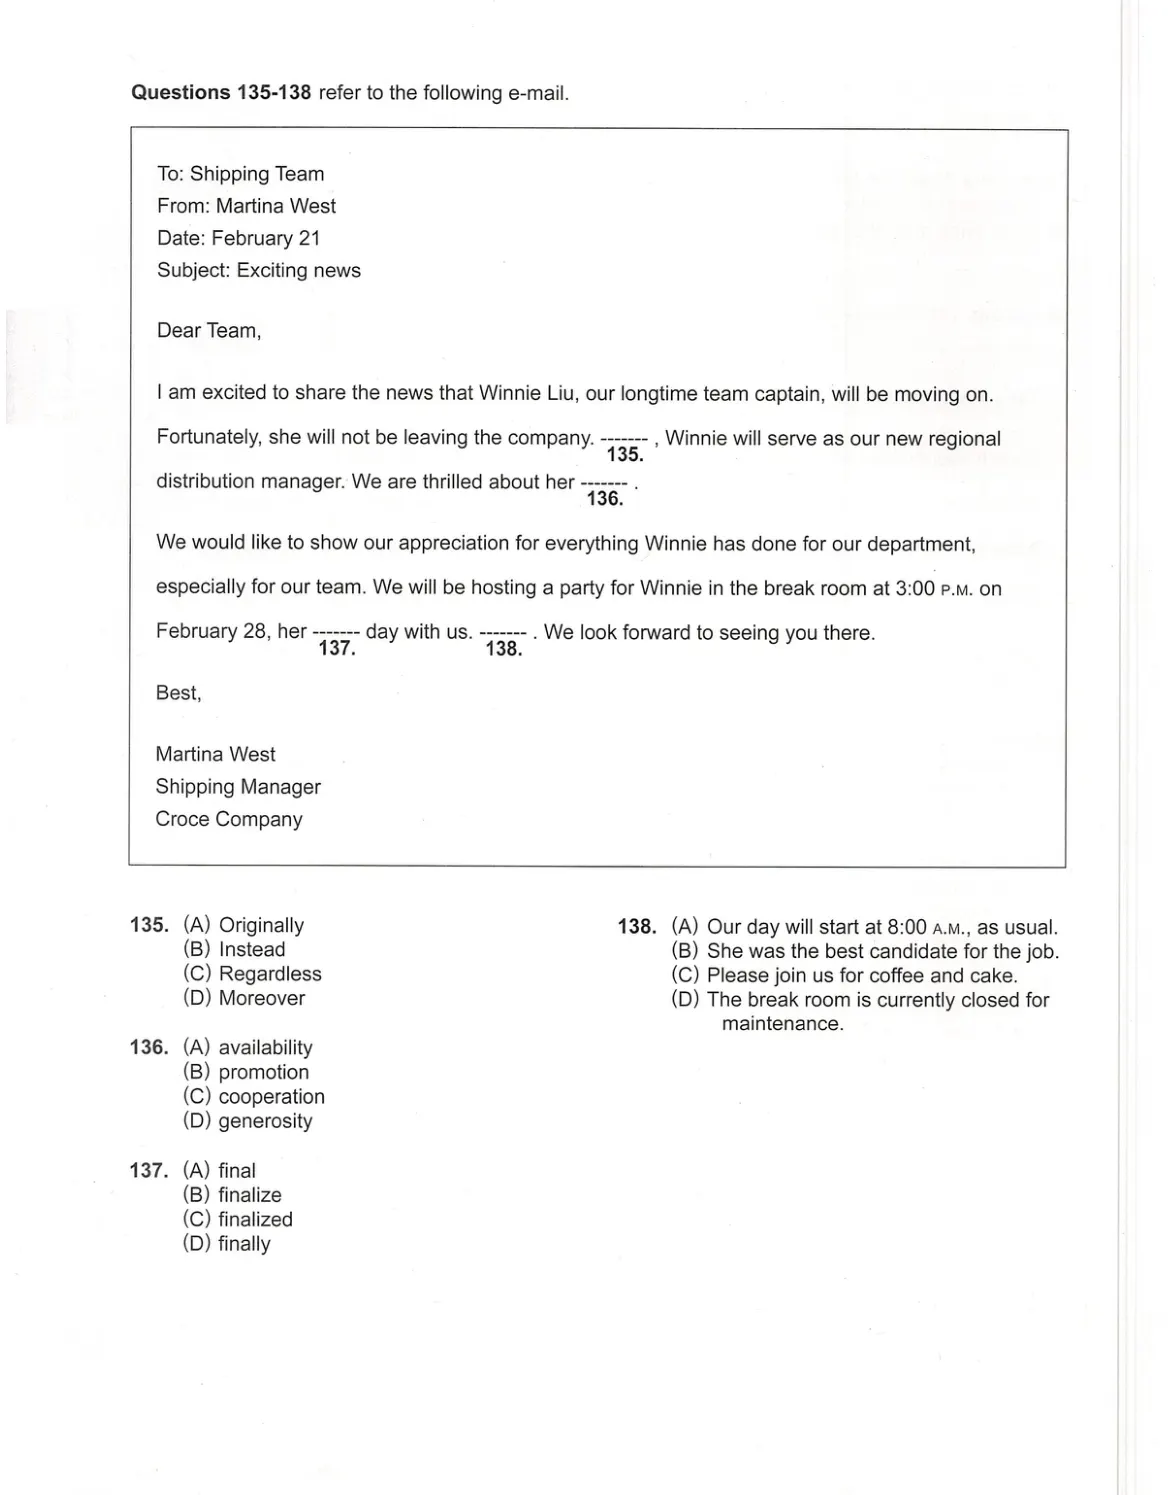 Questions 135-138 refer to the following e-mail.
To: Shipping Team
From: Martina West
Date: February 21
Subject: Exciting news
Dear Team,
I am excited to share the news that Winnie Liu, our longtime team captain, will be moving on.
Fortunately, she will not be leaving the company. ------- , Winnie will serve as our new regional
135.
distribution manager. We are thrilled about her ------- .
136.
We would like to show our appreciation for everything Winnie has done for our department,
especially for our team. We will be hosting a party for Winnie in the break room at 3:00 P.M. on
February 28, her ------- day with us. ------- . We look forward to seeing you there.
137. 138.
Best,
Martina West
Shipping Manager
Croce Company
135. (A) Originally
(B) Instead
(C) Regardless
(D) Moreover
136. (A) availability
(B) promotion
(C) cooperation
(D) generosity
137. (A) final
(B) finalize
(C) finalized
(D) finally
138. (A) Our day will start at 8:00 A.M., as usual.
(B) She was the best candidate for the job.
(C) Please join us for coffee and cake.
(D) The break room is currently closed for
maintenance.